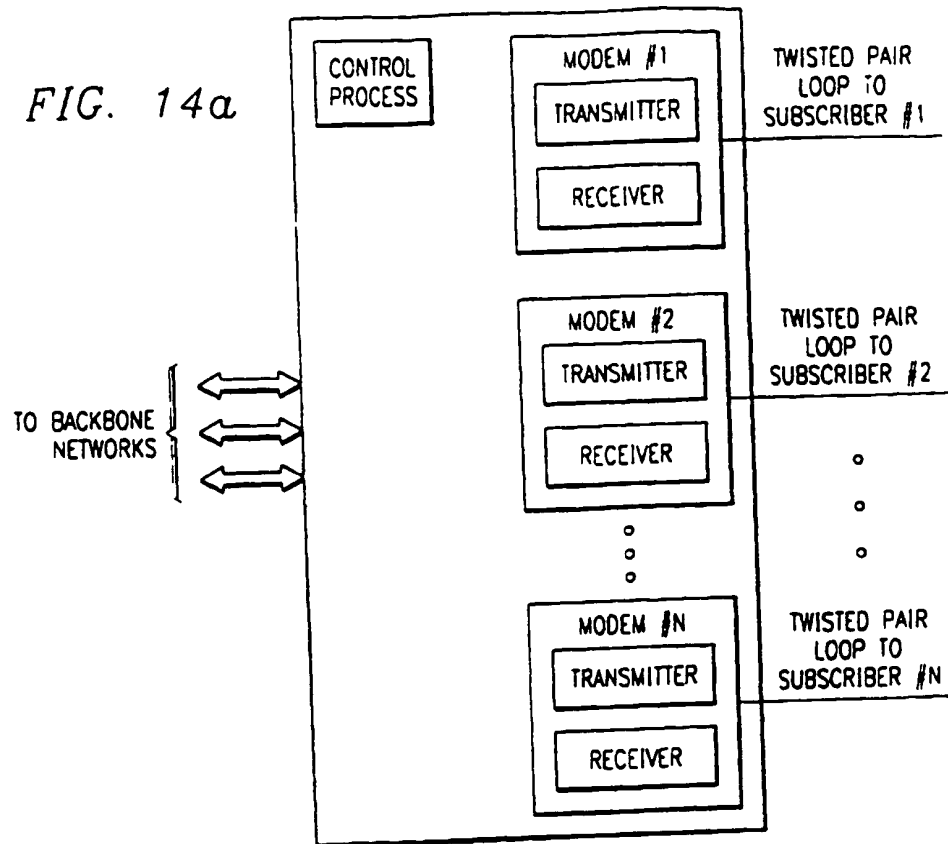 FIG. 14a
CONTROL
PROCESS
MODEM #1
TRANSMITTER
RECEIVER
TWISTED PAIR
LOOP TO
SUBSCRIBER #1
MODEM #2
TRANSMITTER
RECEIVER
TWISTED PAIR
LOOP TO
SUBSCRIBER #2
TO BACKBONE
NETWORKS
MODEM #N
TRANSMITTER
RECEIVER
TWISTED PAIR
LOOP TO
SUBSCRIBER #N